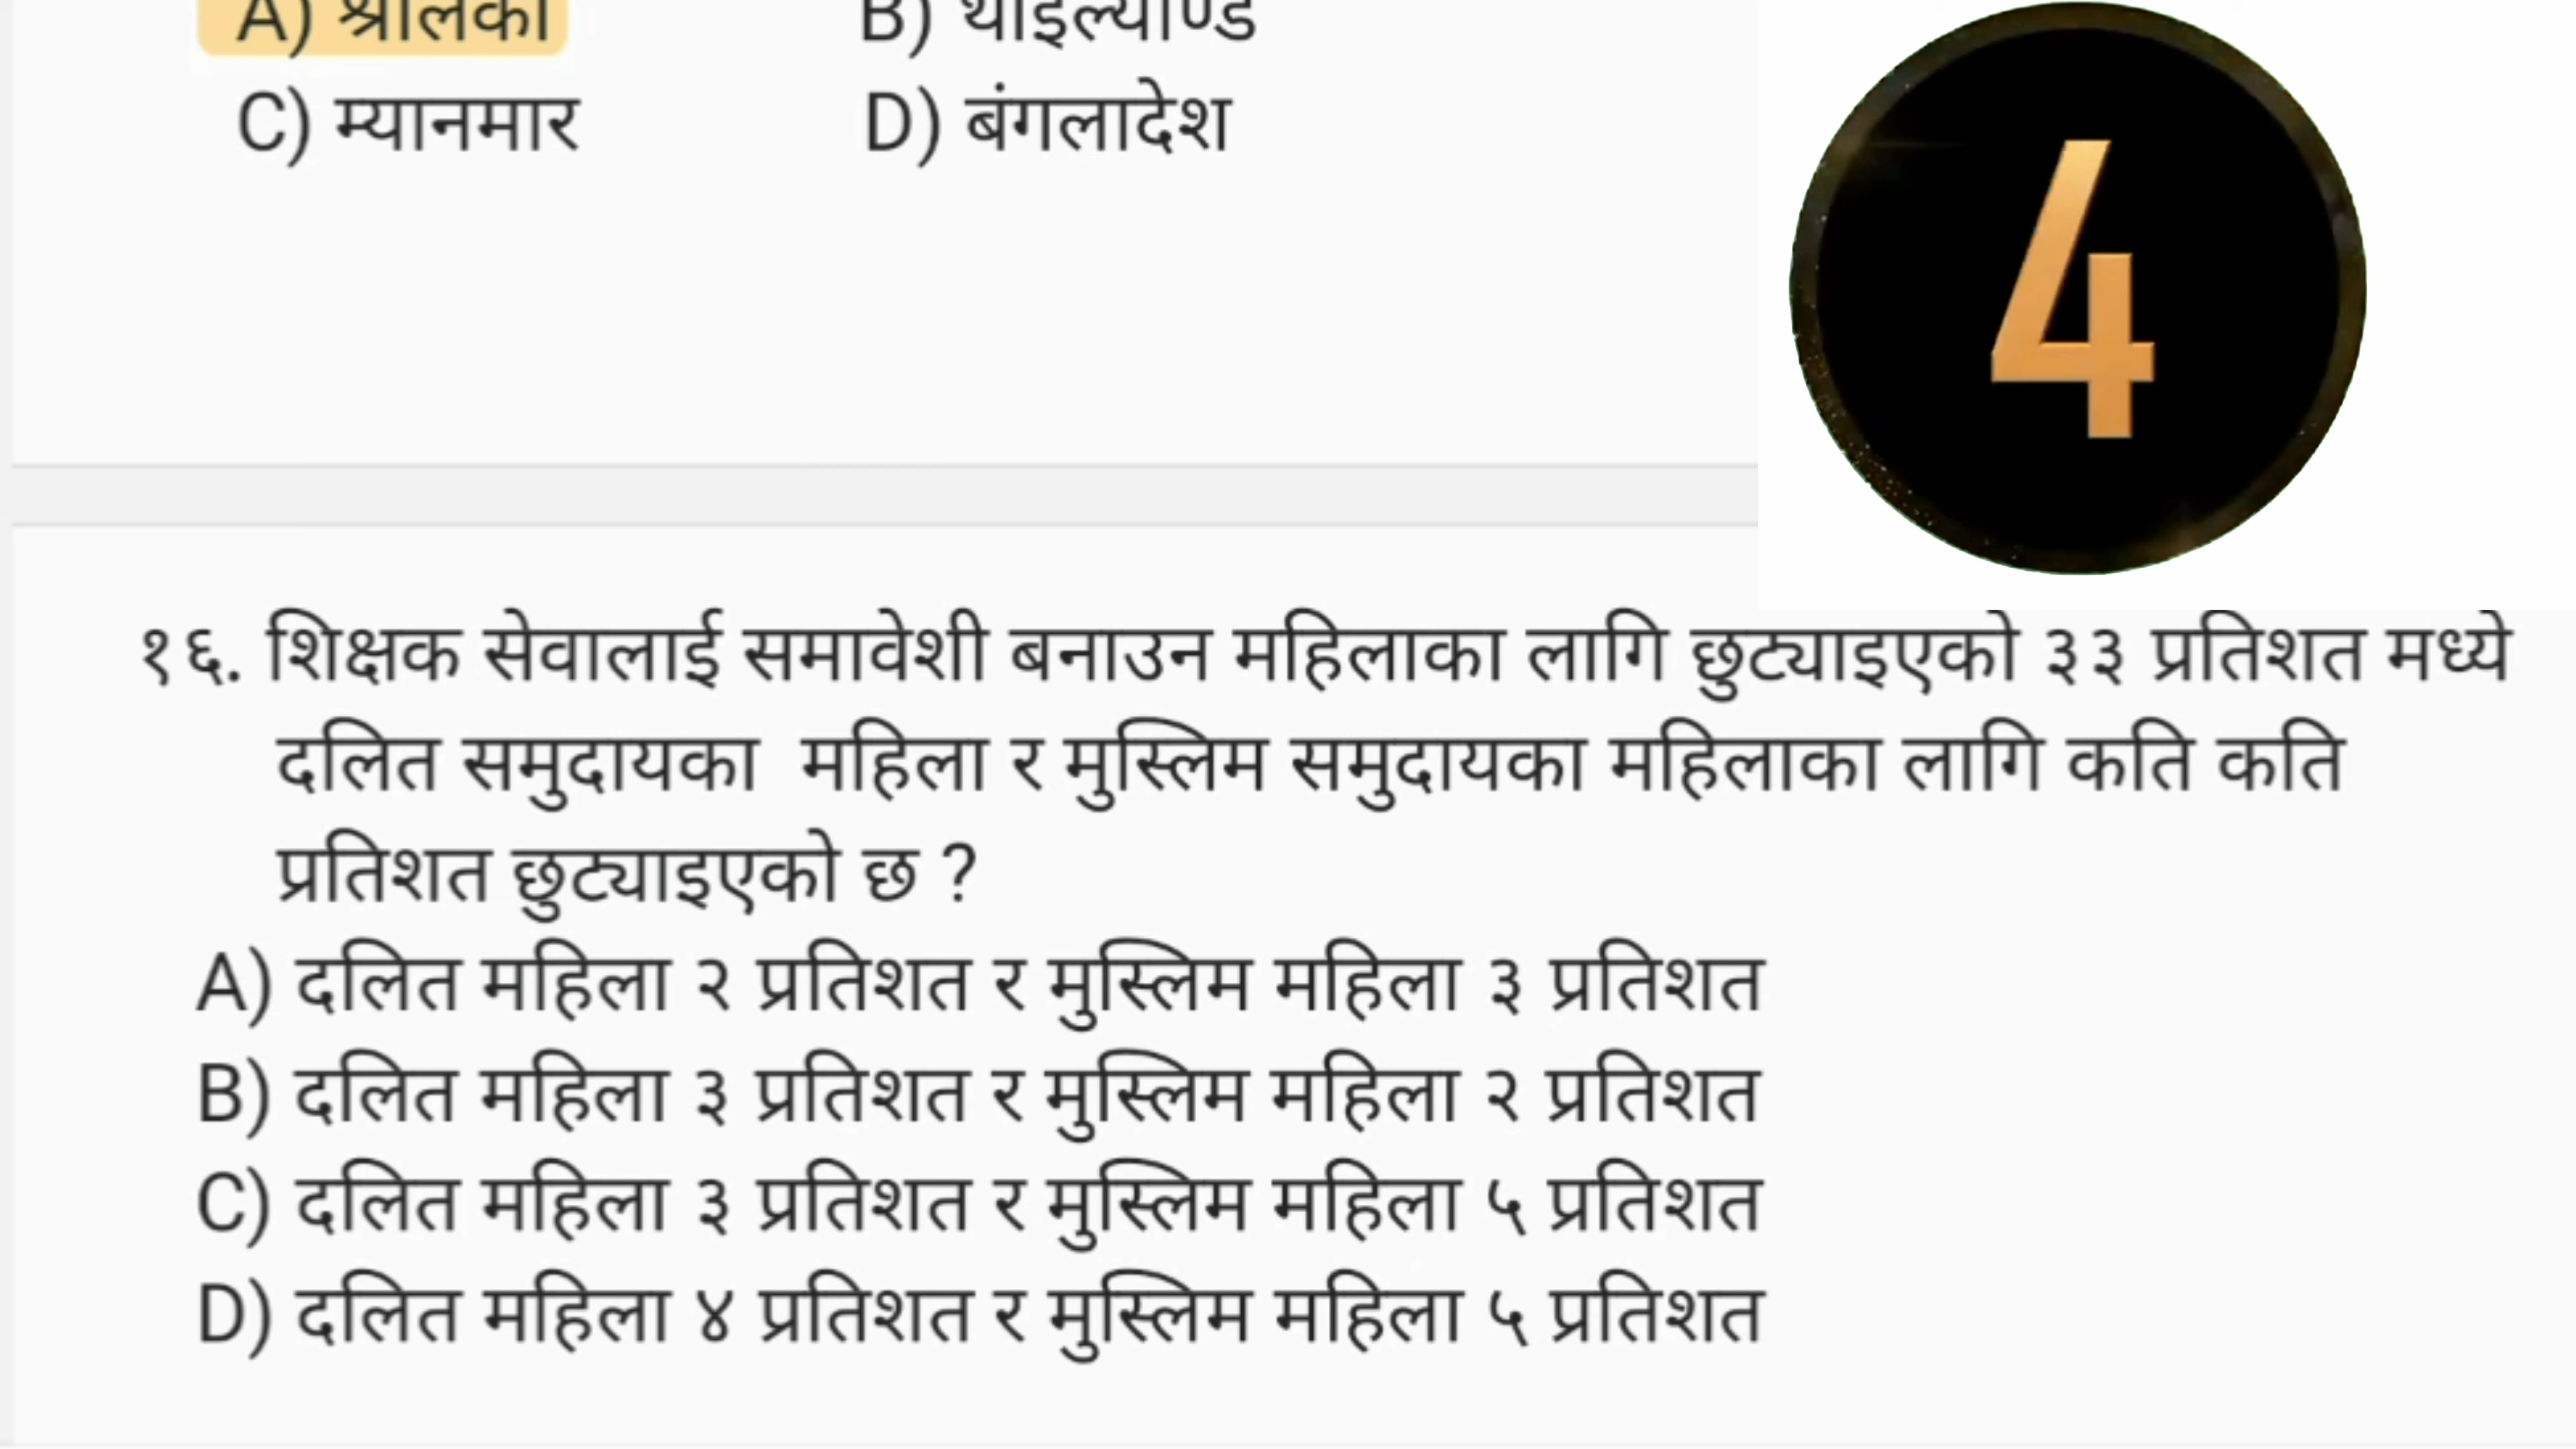 A) श्रीलंका B) थाइल्याण्ड
C) म्यानमार D) बंगलादेश
4
१६. शिक्षक सेवालाई समावेशी बनाउन महिलाका लागि छुट्याइएको ३३ प्रतिशत मध्ये
दलित समुदायका महिला र मुस्लिम समुदायका महिलाका लागि कति कति
प्रतिशत छुट्याइएको छ ?
A) दलित महिला २ प्रतिशत र मुस्लिम महिला ३ प्रतिशत
B) दलित महिला ३ प्रतिशत र मुस्लिम महिला २ प्रतिशत
C) दलित महिला ३ प्रतिशत र मुस्लिम महिला ५ प्रतिशत
D) दलित महिला ४ प्रतिशत र मुस्लिम महिला ५ प्रतिशत